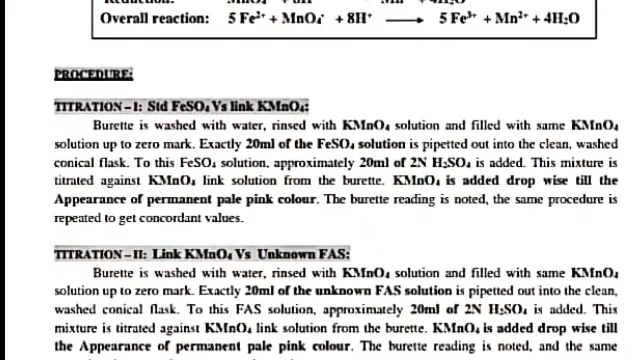 Overall reaction: 5 Fe²⁺ + MnO₄⁻ + 8H⁺ ⟶ 5 Fe³⁺ + Mn²⁺ + 4H₂O
PROCEDURE:
TITRATION – I: Std FeSO₄ Vs link KMnO₄:
Burette is washed with water, rinsed with KMnO₄ solution and filled with same KMnO₄
solution up to zero mark. Exactly 20ml of the FeSO₄ solution is pipetted out into the clean, washed
conical flask. To this FeSO₄ solution, approximately 20ml of 2N H₂SO₄ is added. This mixture is
titrated against KMnO₄ link solution from the burette. KMnO₄ is added drop wise till the
Appearance of permanent pale pink colour. The burette reading is noted, the same procedure is
repeated to get concordant values.
TITRATION – II: Link KMnO₄ Vs Unknown FAS:
Burette is washed with water, rinsed with KMnO₄ solution and filled with same KMnO₄
solution up to zero mark. Exactly 20ml of the unknown FAS solution is pipetted out into the clean,
washed conical flask. To this FAS solution, approximately 20ml of 2N H₂SO₄ is added. This
mixture is titrated against KMnO₄ link solution from the burette. KMnO₄ is added drop wise till
the Appearance of permanent pale pink colour. The burette reading is noted, and the same